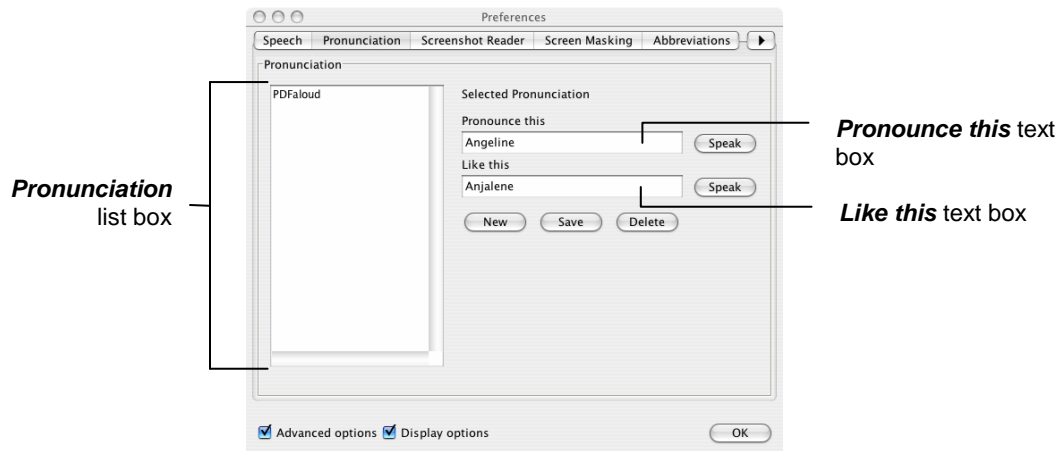 Preferences
Speech Pronunciation Screenshot Reader Screen Masking Abbreviations
Pronunciation
PDFaloud
Selected Pronunciation
Pronounce this
Angeline Speak
Like this
Anjalene Speak
New Save Delete
Advanced options Display options OK
Pronunciation
list box
Pronounce this text
box
Like this text box